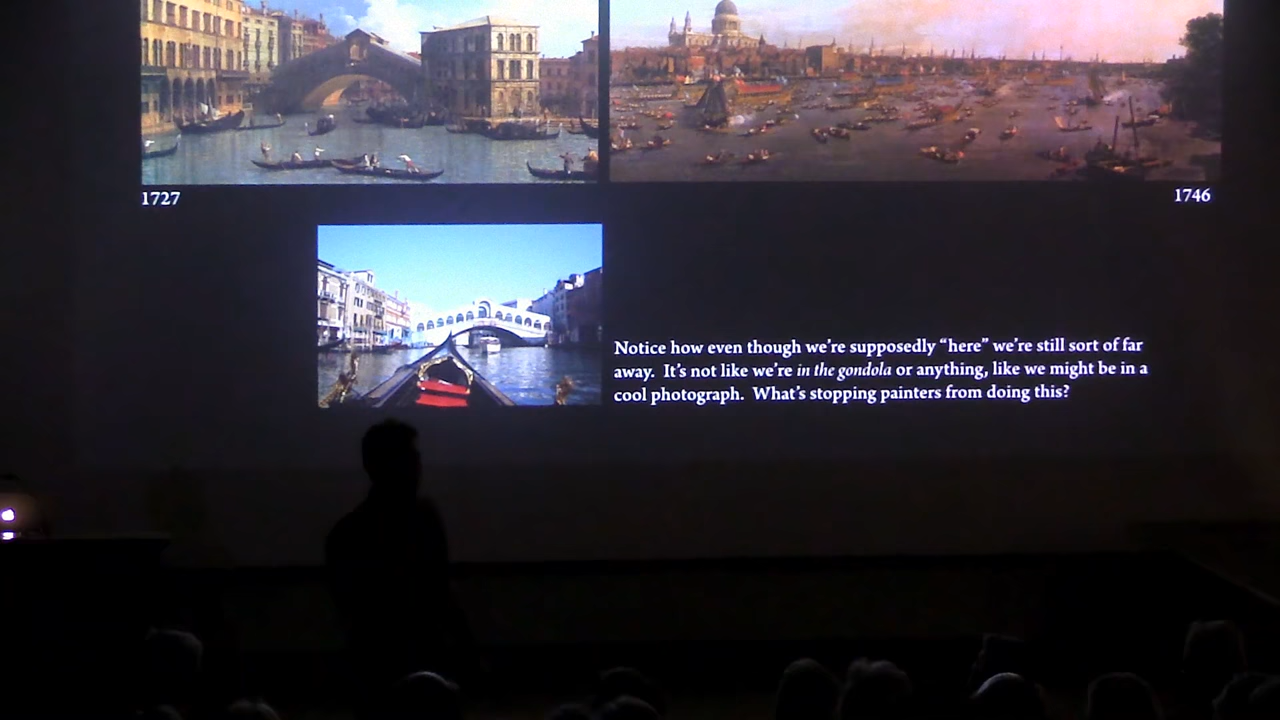 1727
1746
Notice how even though we're supposedly “here” we're still sort of far
away.  It's not like we're in the gondola or anything, like we might be in a
cool photograph.  What's stopping painters from doing this?